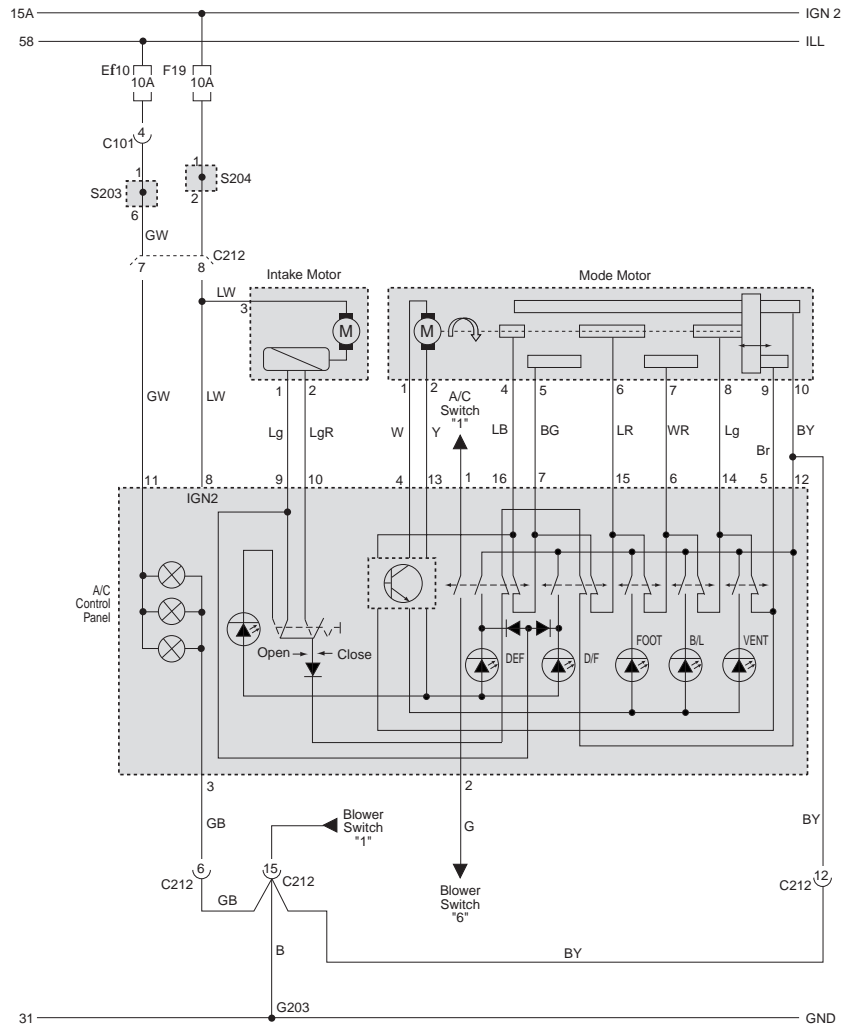 15A IGN 2
58 ILL
Ef10 F19
10A 10A
4
C101
1 1
S203 S204
6 2
GW
C212
7 8
Intake Motor Mode Motor
LW
3
M M
1 2 1 2 4 5 6 7 8 9 10
A/C
Switch
"1"
GW LW Lg LgR W Y LB BG LR WR Lg Br BY
11 8 9 10 4 13 1 16 7 15 6 14 5 12
IGN2
A/C
Control
Panel
Open Close
DEF D/F FOOT B/L VENT
3 2
GB G BY
Blower
Switch
"1"
6 15 12
C212 C212 C212
GB
Blower
Switch
"6"
B BY
G203
31 GND